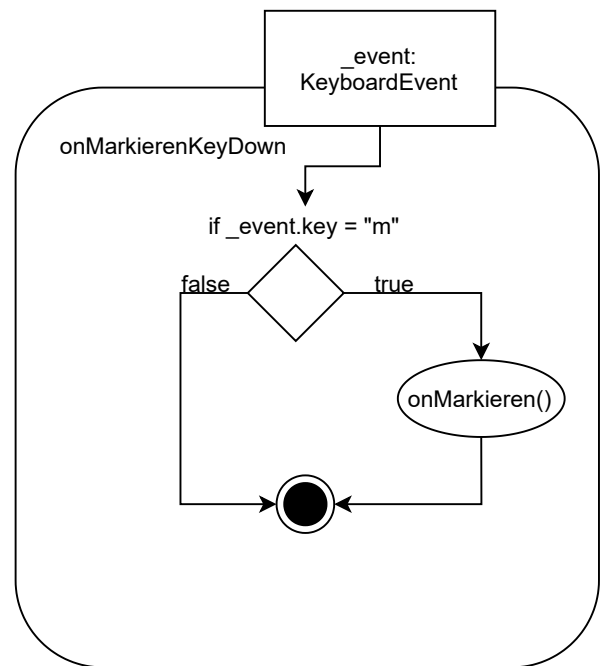 _event:
KeyboardEvent
onMarkierenKeyDown
if _event.key = "m"
false
true
onMarkieren()